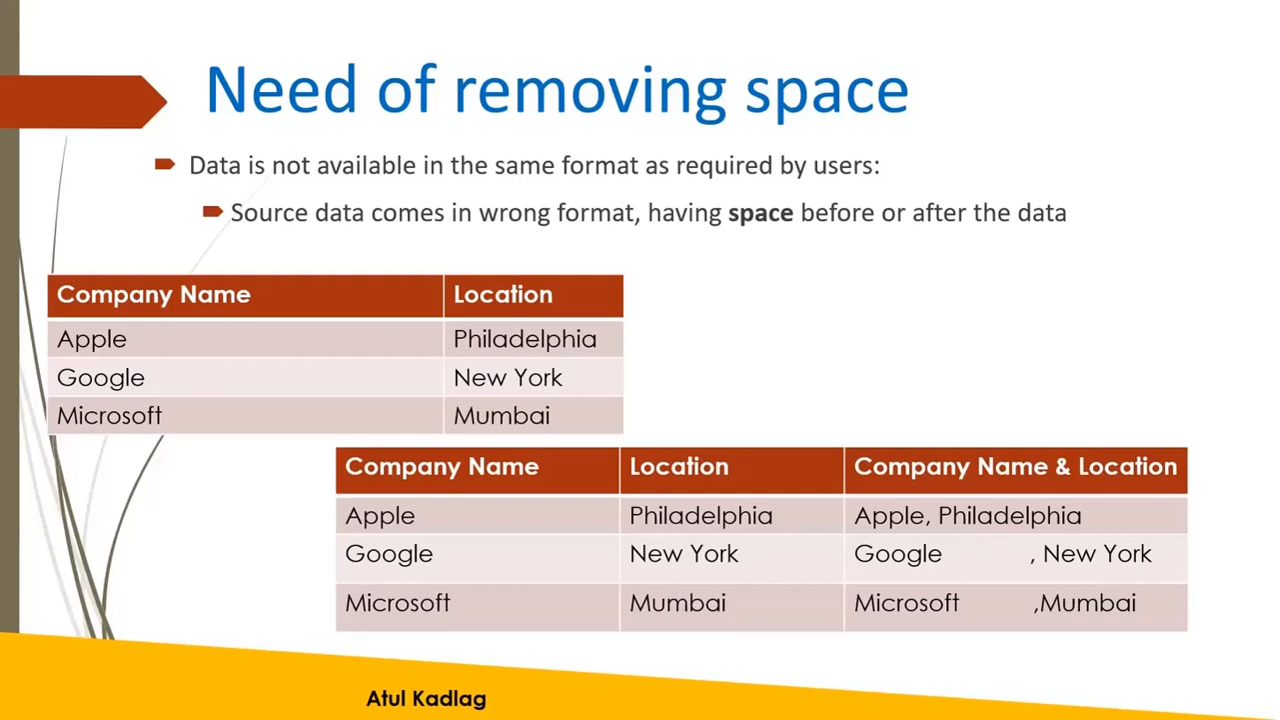 Need of removing space
Data is not available in the same format as required by users:
Source data comes in wrong format, having space before or after the data
Company Name Location
Apple Philadelphia
Google New York
Microsoft Mumbai
Company Name Location Company Name & Location
Apple Philadelphia Apple, Philadelphia
Google New York Google , New York
Microsoft Mumbai Microsoft ,Mumbai
Atul Kadlag